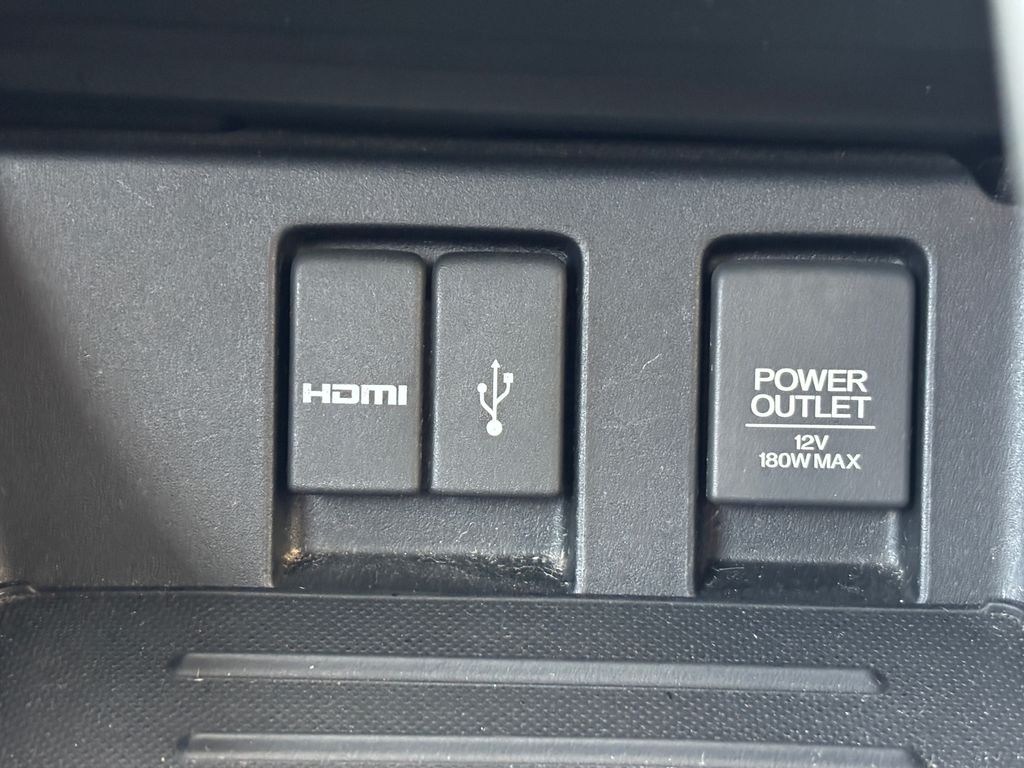 HDMI
POWER
OUTLET
12V
180W MAX